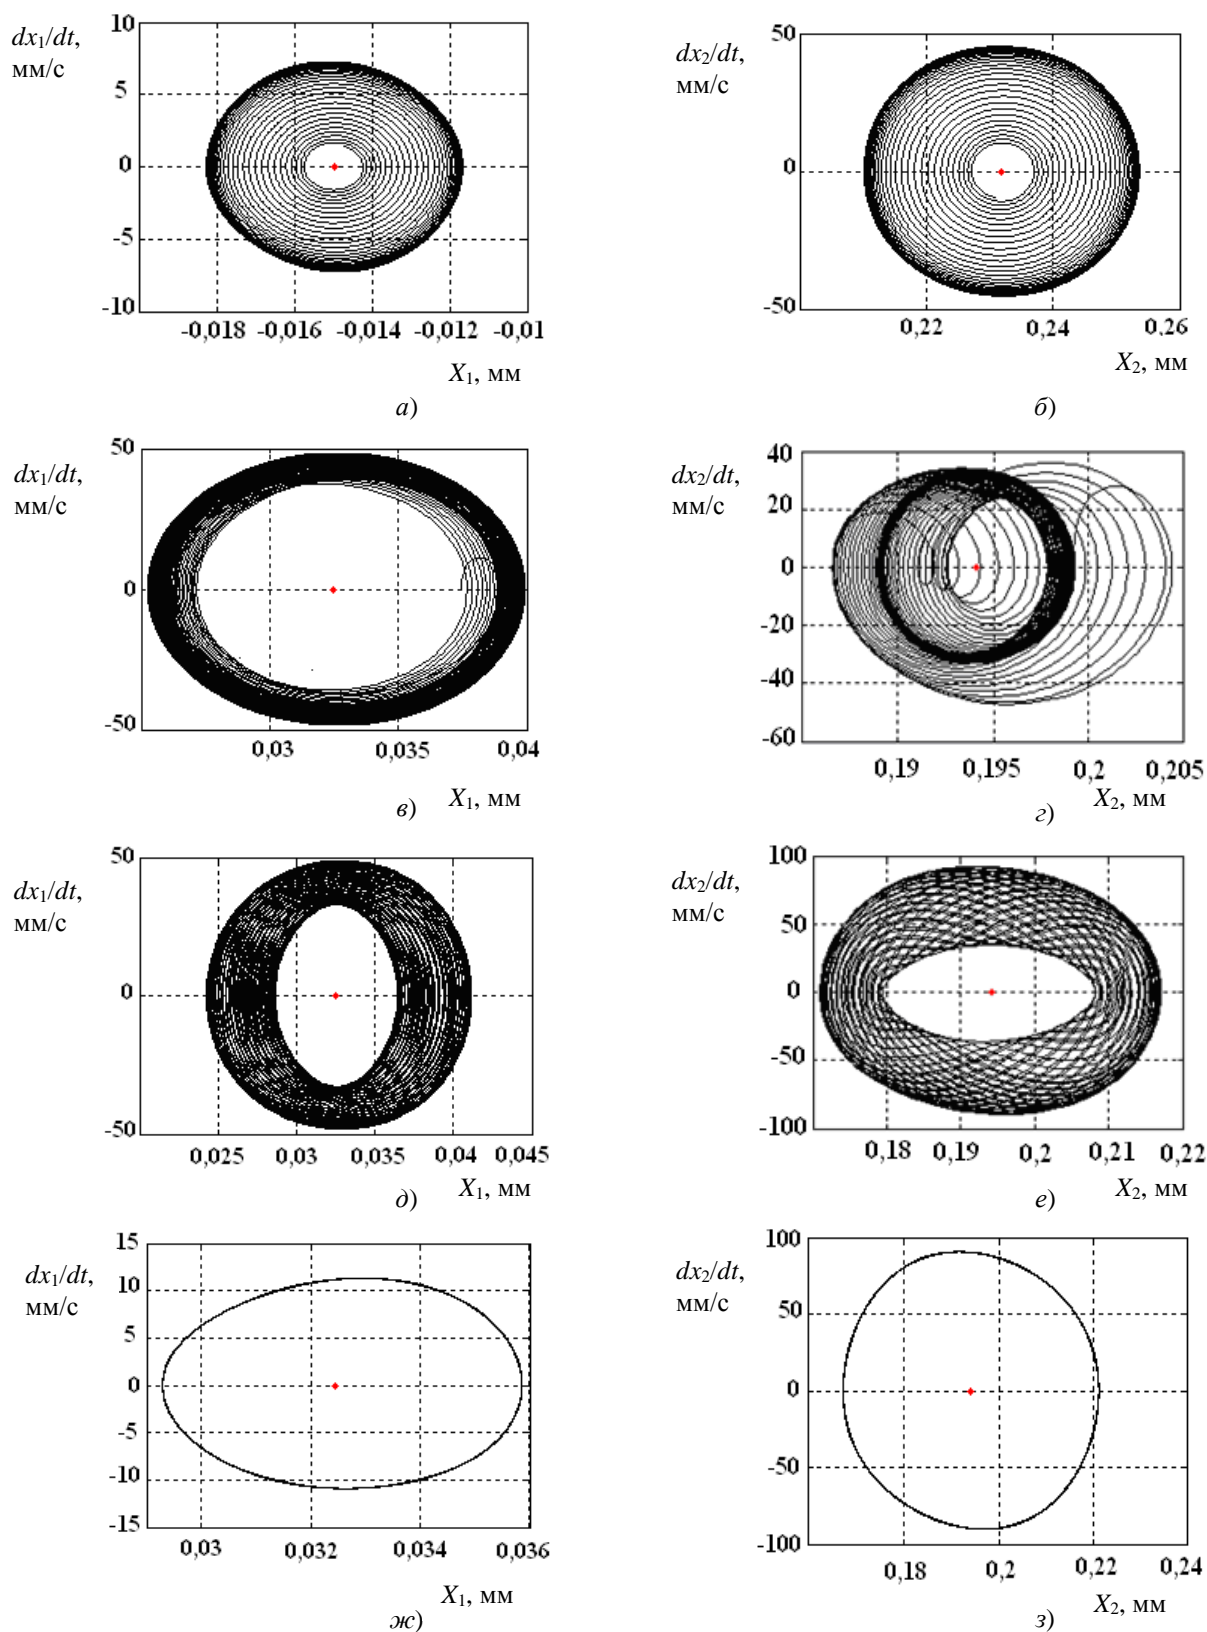 dx₁/dt,
мм/с
10
5
0
-5
-10
-0,018 -0,016 -0,014 -0,012 -0,01
X₁, мм
а)
dx₂/dt,
мм/с
50
0
-50
0,22 0,24 0,26
X₂, мм
б)
dx₁/dt,
мм/с
50
0
-50
0,03 0,035 0,04
X₁, мм
в)
dx₂/dt,
мм/с
40
20
0
-20
-40
-60
0,19 0,195 0,2 0,205
X₂, мм
г)
dx₁/dt,
мм/с
50
0
-50
0,025 0,03 0,035 0,04 0,045
X₁, мм
д)
dx₂/dt,
мм/с
100
50
0
-50
-100
0,18 0,19 0,2 0,21 0,22
X₂, мм
е)
dx₁/dt,
мм/с
15
10
5
0
-5
-10
-15
0,03 0,032 0,034 0,036
X₁, мм
ж)
dx₂/dt,
мм/с
100
50
0
-50
-100
0,18 0,2 0,22 0,24
X₂, мм
з)